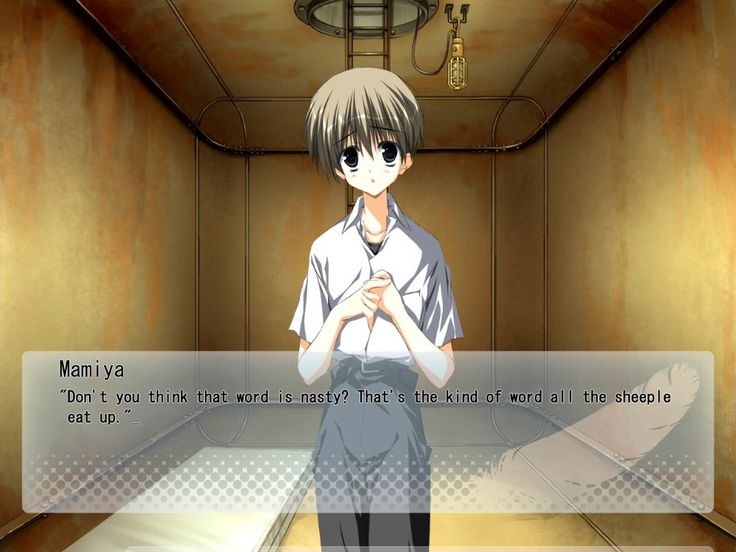 Mamiya
"Don't you think that word is nasty? That's the kind of word all the sheeple
eat up."_